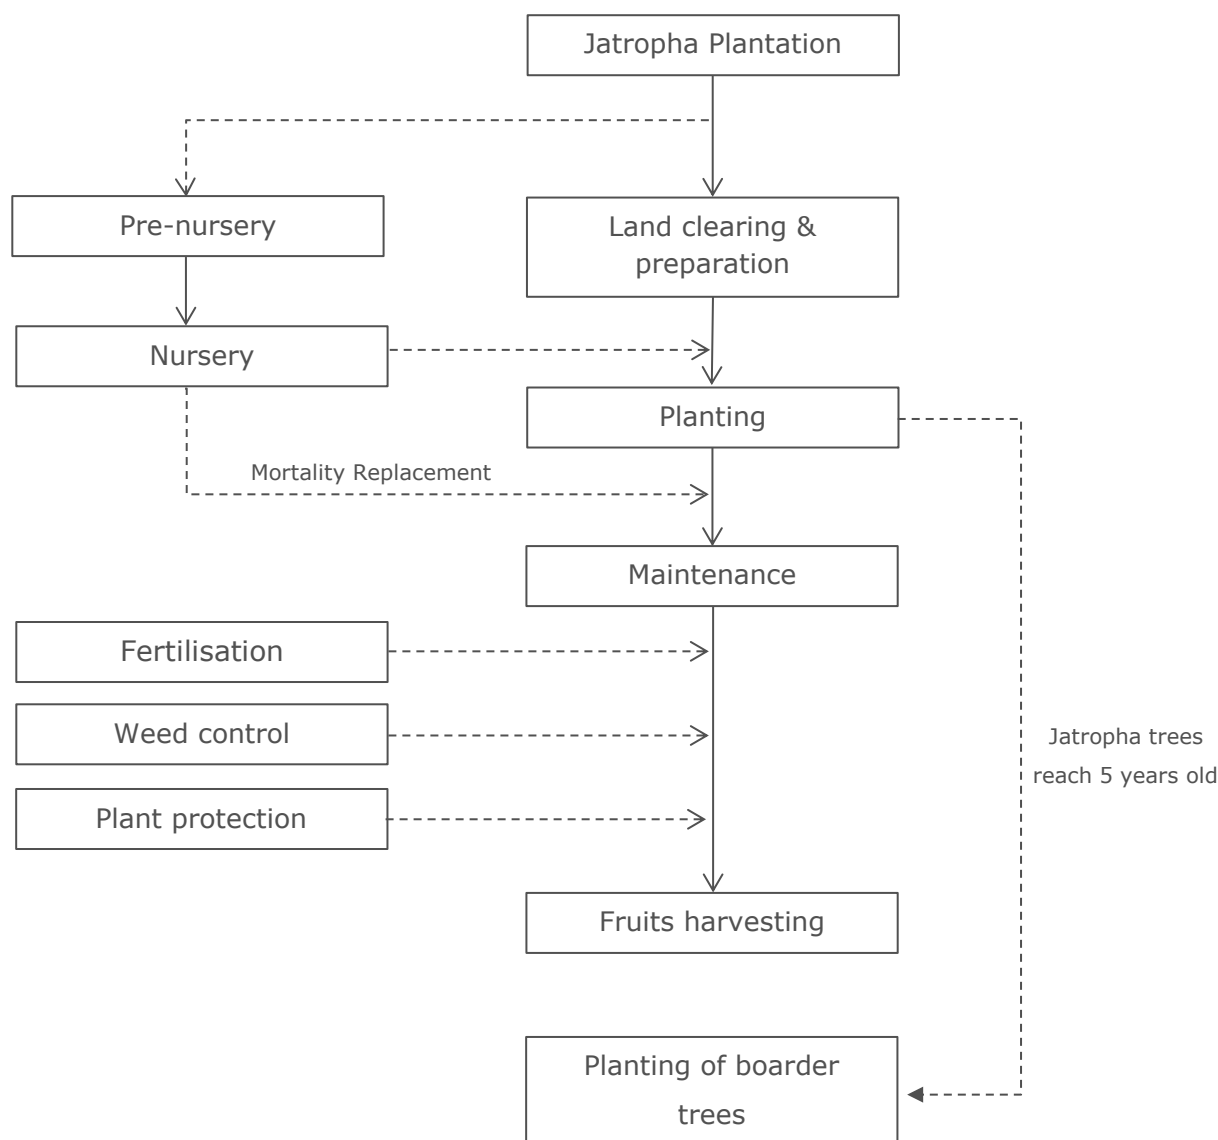 Jatropha Plantation
Pre-nursery
Land clearing &
preparation
Nursery
Planting
Mortality Replacement
Maintenance
Fertilisation
Weed control
Jatropha trees
reach 5 years old
Plant protection
Fruits harvesting
Planting of boarder
trees